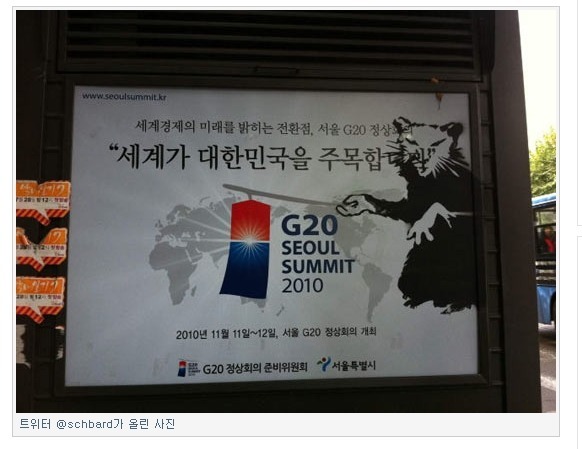 www.seoulsummit.kr
세계경제의 미래를 밝히는 전환점, 서울 G20 정상회의
“세계가 대한민국을 주목합니다”
G20
SEOUL
SUMMIT
2010
2010년 11월 11일~12일, 서울 G20 정상회의 개최
G20
SEOUL
SUMMIT
2010
G20 정상회의 준비위원회
서울특별시
트위터 @schbard가 올린 사진